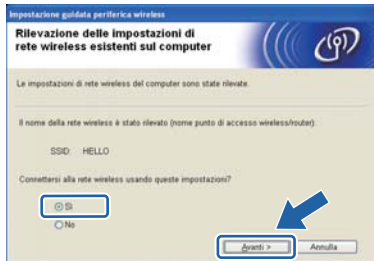 Impostazione guidata periferica wireless
Rilevazione delle impostazioni di
rete wireless esistenti sul computer
Le impostazioni di rete wireless del computer sono state rilevate.
Il nome della rete wireless è stato rilevato (nome punto di accesso wireless/router):
SSID: HELLO
Connettersi alla rete wireless usando queste impostazioni?
Sì
No
Avanti >
Annulla